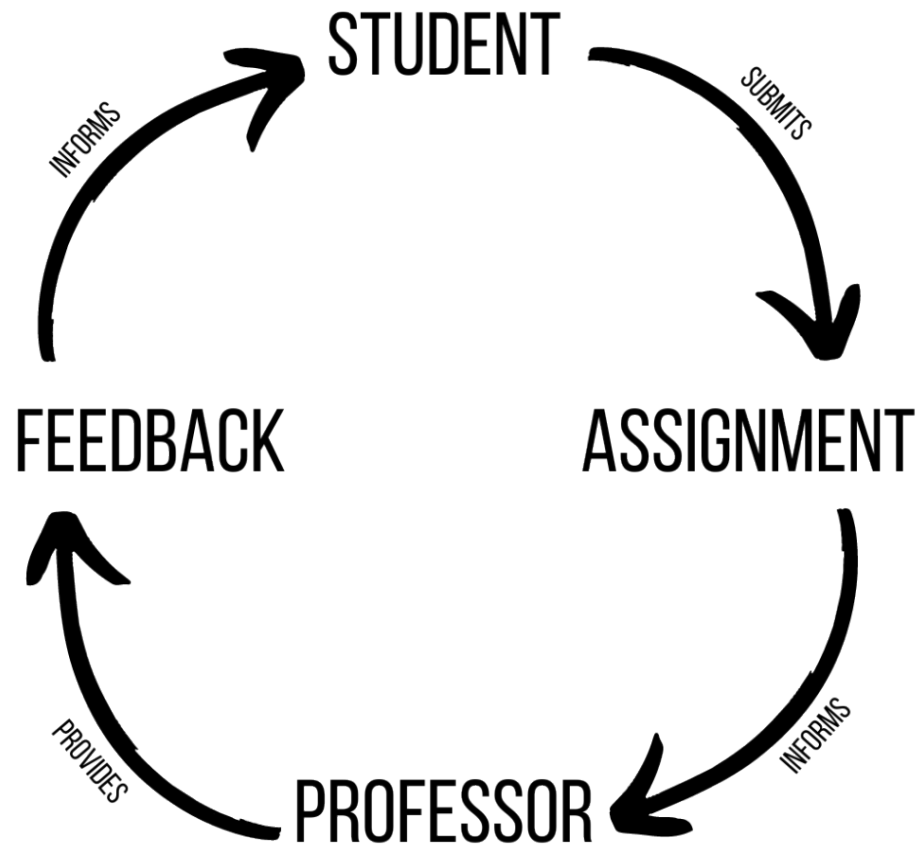 STUDENT
SUBMITS
INFORMS
FEEDBACK
ASSIGNMENT
PROVIDES
INFORMS
PROFESSOR